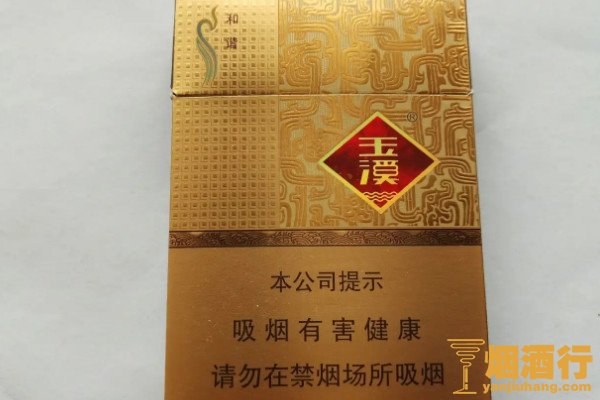 和谐
®
玉溪
本公司提示
吸烟有害健康
请勿在禁烟场所吸烟
烟酒行
yanjiuhang.com